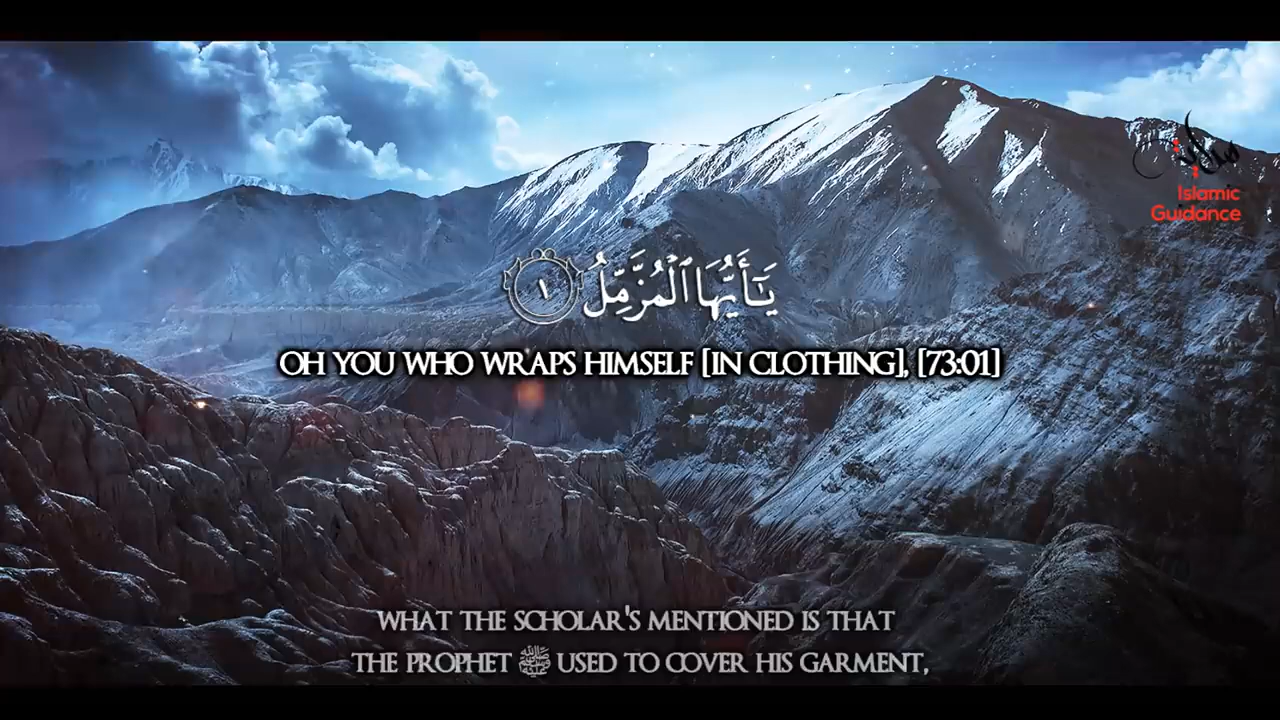 هداية
Islamic
Guidance
يَٰٓأَيُّهَا ٱلْمُزَّمِّلُ ١
OH YOU WHO WRAPS HIMSELF [IN CLOTHING], [73:01]
WHAT THE SCHOLAR'S MENTIONED IS THAT
THE PROPHET ﷺ USED TO COVER HIS GARMENT,